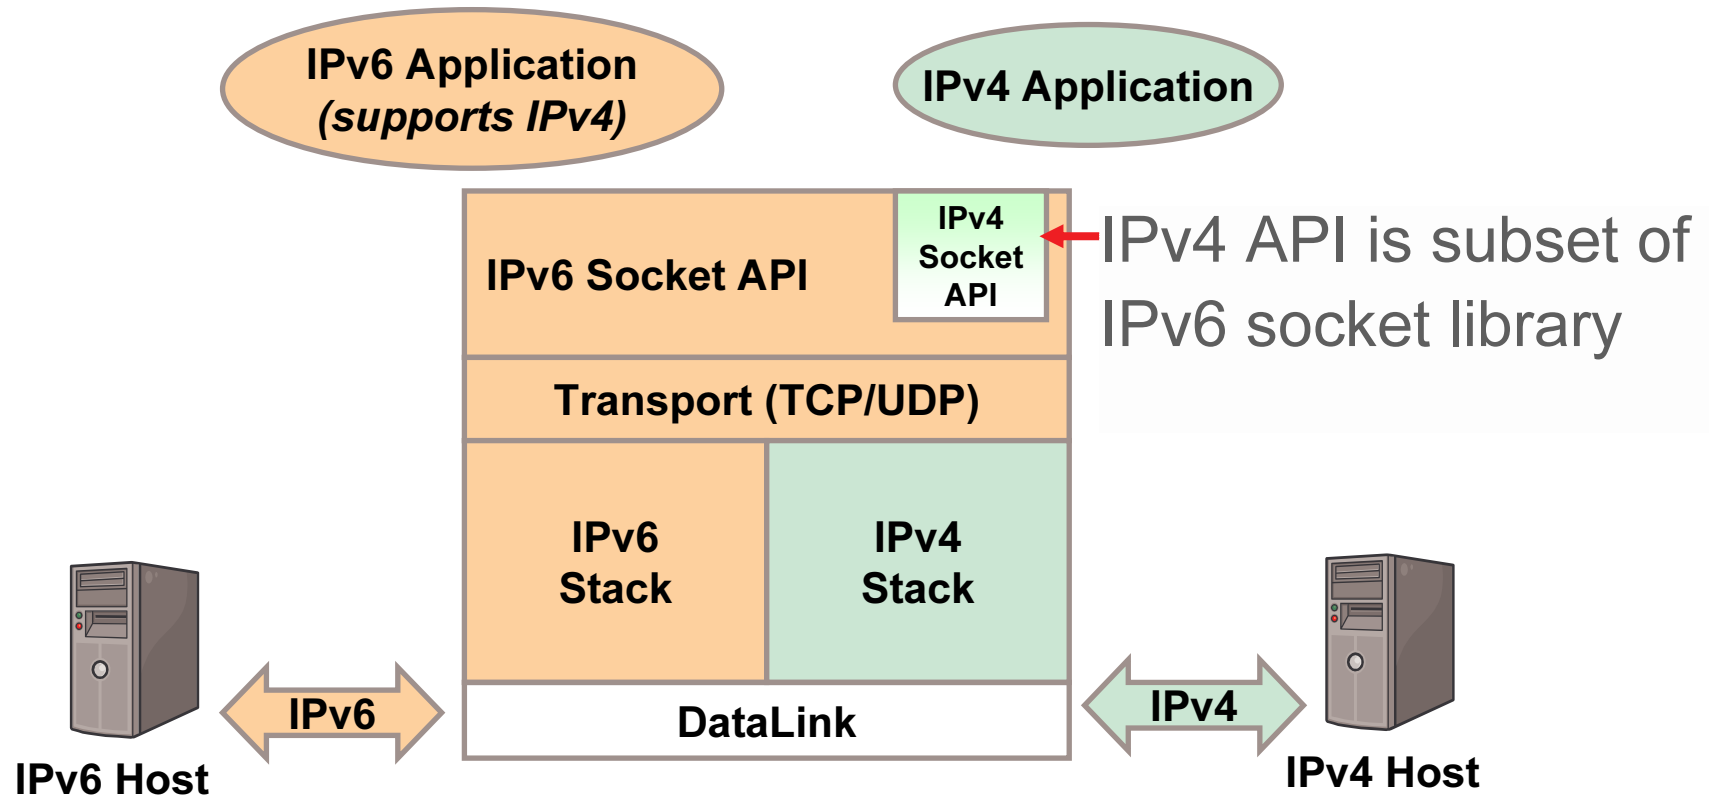 IPv6 Application
(supports IPv4)
IPv4 Application
IPv4
Socket
API
IPv6 Socket API
IPv4 API is subset of
IPv6 socket library
Transport (TCP/UDP)
IPv6
Stack
IPv4
Stack
IPv6
DataLink
IPv4
IPv6 Host
IPv4 Host